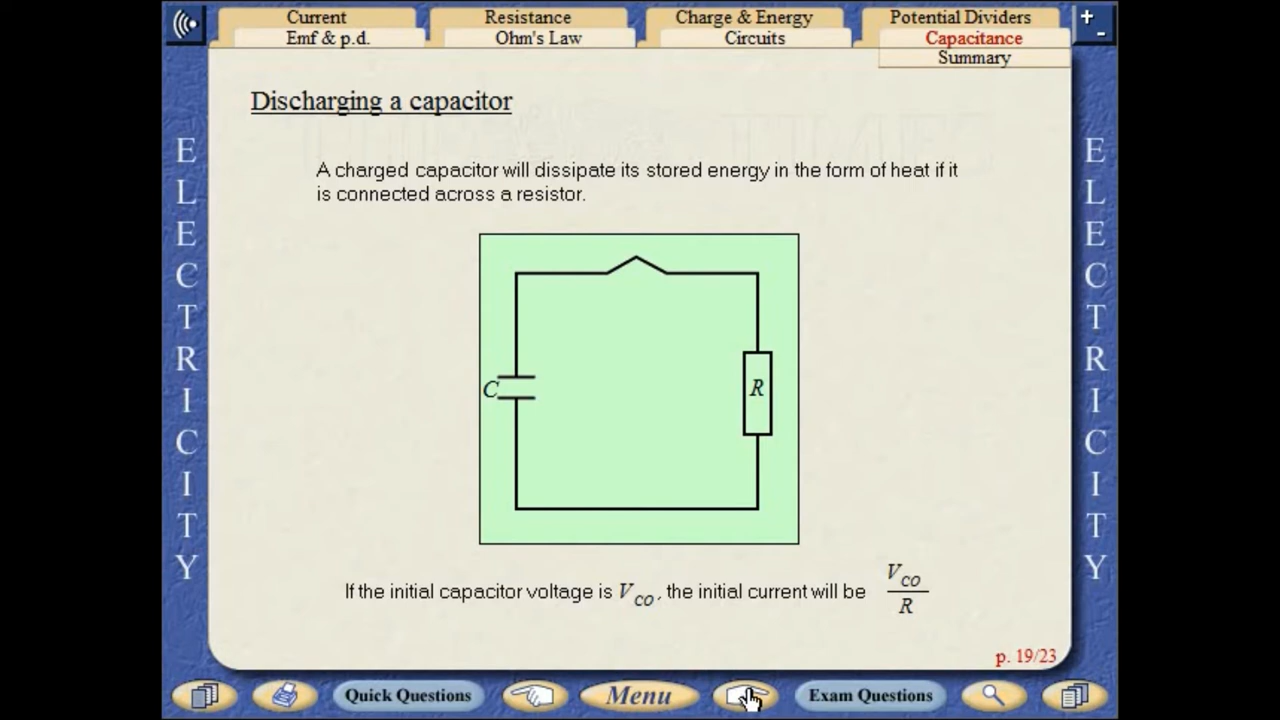 Current
Emf & p.d.
Resistance
Ohm's Law
Charge & Energy
Circuits
Potential Dividers
Capacitance
Summary
+
-
Discharging a capacitor
A charged capacitor will dissipate its stored energy in the form of heat if it
is connected across a resistor.
C
R
If the initial capacitor voltage is V_CO, the initial current will be V_CO / R
p. 19/23
ELECTRICITY
ELECTRICITY
Quick Questions
Menu
Exam Questions